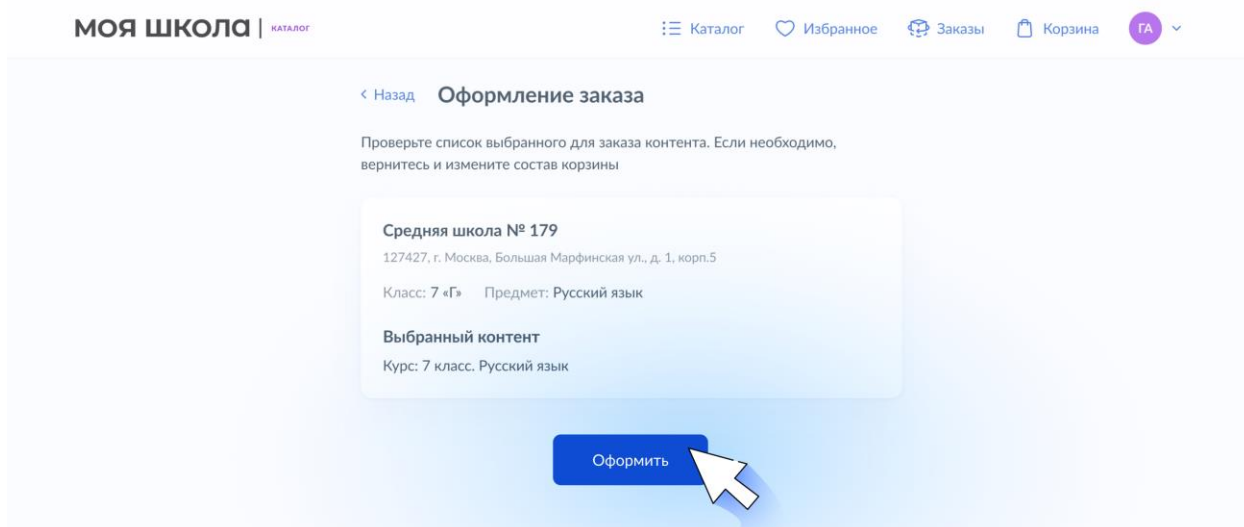 МОЯ ШКОЛА | КАТАЛОГ
Каталог
Избранное
Заказы
Корзина
ГА
Назад
Оформление заказа
Проверьте список выбранного для заказа контента. Если необходимо,
вернитесь и измените состав корзины
Средняя школа № 179
127427, г. Москва, Большая Марфинская ул., д. 1, корп.5
Класс: 7 «Г» Предмет: Русский язык
Выбранный контент
Курс: 7 класс. Русский язык
Оформить